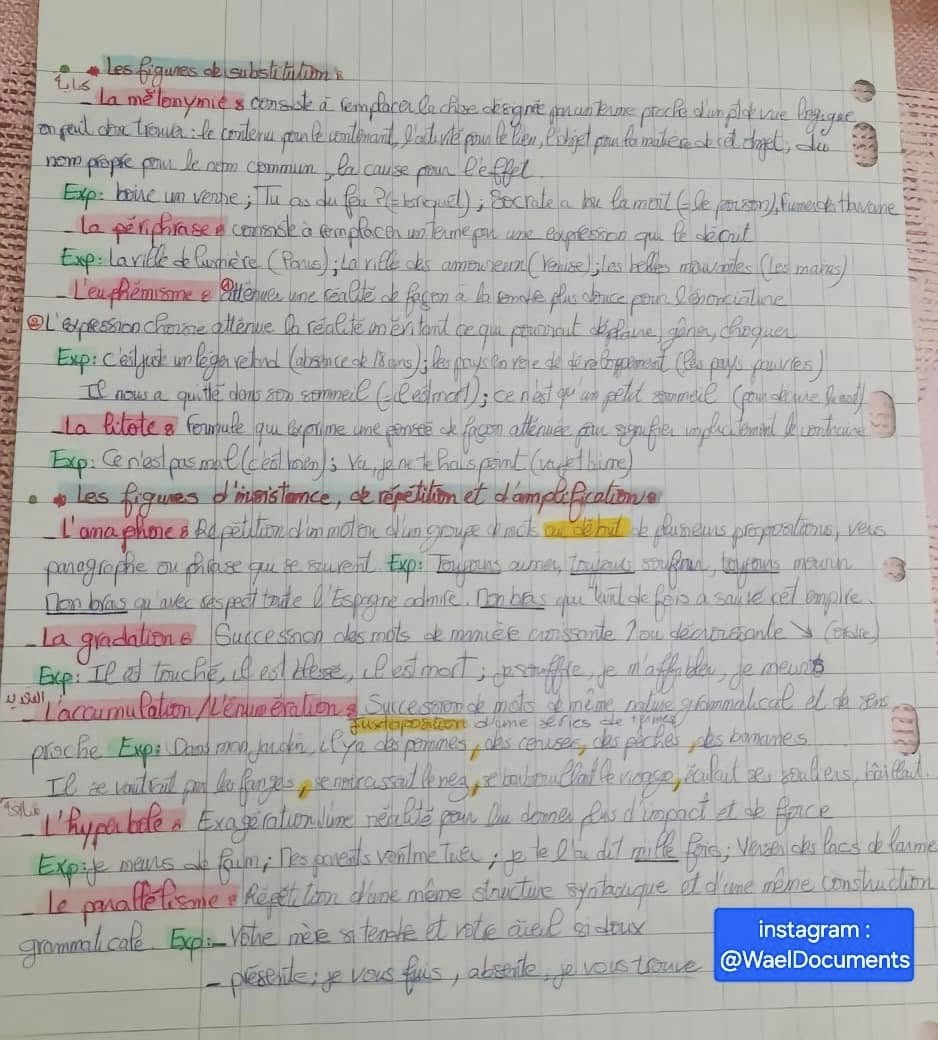 Les figures de substitution :
كناية
- La métonymie : consiste à remplacer la chose désignée par un terme proche d'un pt de vue logique
on peut donc trouver : le contenu pour le contenant, l'activité pour le lieu, l'objet pour la matière de cet objet, du
nom propre pour le nom commun, la cause pour l'effet
Exp: boire un verre ; Tu as du feu ? (= briquet) ; Socrate a bu la mort (= le poison), fumer du Havane
- La périphrase : consiste à remplacer un terme par une expression qui le décrit
Exp: La ville de lumière (Paris) ; La ville des amoureux (Venise) ; les belles mouvantes (Les mains)
- L'euphémisme : Atténuer une réalité de façon à la rendre plus douce pour
L'expression choisie atténue la réalité en évitant ce qui pourrait déplaire, gêner, choquer
Exp: C'est juste un léger retard (absence de ans) ; les pays en voie de développement (les pays pauvres)
Il nous a quitté dans son sommeil (= il est mort) ; ce n'est qu'un petit sommeil (pour décrire la mort)
- La litote : Formule qui exprime une pensée de façon atténuée pour signifier implicitement le contraire
Exp: Ce n'est pas mal (c'est bien) ; Va, je ne te hais point (va je t'aime)
Les figures d'insistance, de répétition et d'amplification :
- L'anaphore : Répétition d'un mot ou d'un groupe de mots au début de plusieurs propositions, vers
paragraphe ou phrase qui se suivent. Exp: Toujours aimer, Toujours souffrir, toujours mourir
Mon bras qu'avec respect toute l'Espagne admire. Mon bras qui tant de fois a sauvé cet empire.
- La gradation : Succession des mots de manière croissante ↗ ou décroissante ↘ (ordre)
Exp: Il est touché, il est blessé, il est mort ; j'étouffe, je m'affaiblis, je meurs
- L'accumulation / L'énumération : Succession de mots de même nature grammatical et de sens
juxtaposition d'une séries de termes
proche Exp: Dans mon jardin, il y a des pommes, des cerises, des pêches, des bananes
Il se vautrait par les fanges, se noircissait le nez, se barbouillait le visage, éculait ses souliers, bâillait.
- L'hyperbole : Exagération d'une réalité pour lui donner plus d'impact et de force
Exp: je meurs de faim ; Mes parents vont me tuer ; je te l'ai dit mille fois ; Verser des lacs de larme
- Le parallélisme : Répétition d'une même structure syntaxique et d'une même construction
grammaticale. Exp: - Votre mère si tendre et votre aïeul si doux
- présente ; je vous fuis, absente, je vous trouve
instagram :
@WaelDocuments